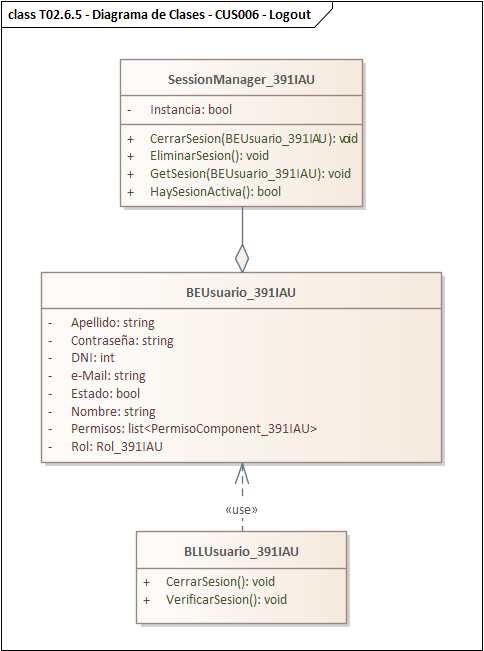 class T02.6.5 - Diagrama de Clases - CUS006 - Logout
SessionManager_391IAU
- Instancia: bool
+ CerrarSesion(BEUsuario_391IAU): void
+ EliminarSesion(): void
+ GetSesion(BEUsuario_391IAU): void
+ HaySesionActiva(): bool
BEUsuario_391IAU
- Apellido: string
- Contraseña: string
- DNI: int
- e-Mail: string
- Estado: bool
- Nombre: string
- Permisos: list<PermisoComponent_391IAU>
- Rol: Rol_391IAU
«use»
BLLUsuario_391IAU
+ CerrarSesion(): void
+ VerificarSesion(): void